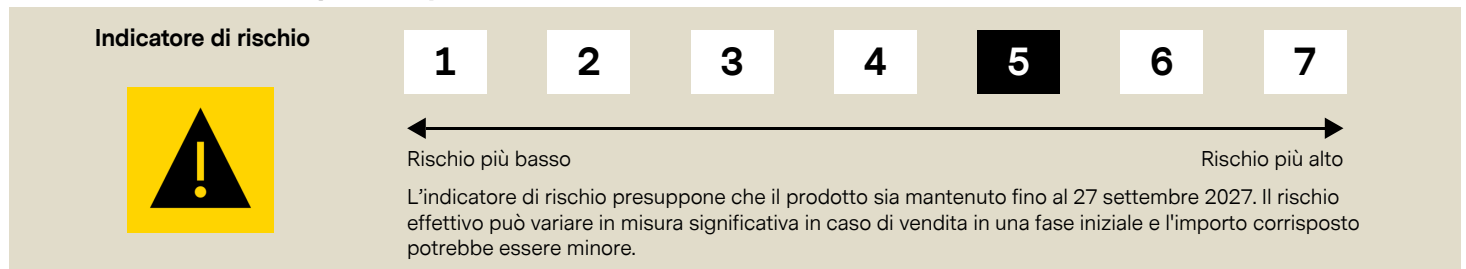 Indicatore di rischio
1 2 3 4 5 6 7
Rischio più basso Rischio più alto
L'indicatore di rischio presuppone che il prodotto sia mantenuto fino al 27 settembre 2027. Il rischio
effettivo può variare in misura significativa in caso di vendita in una fase iniziale e l'importo corrisposto
potrebbe essere minore.